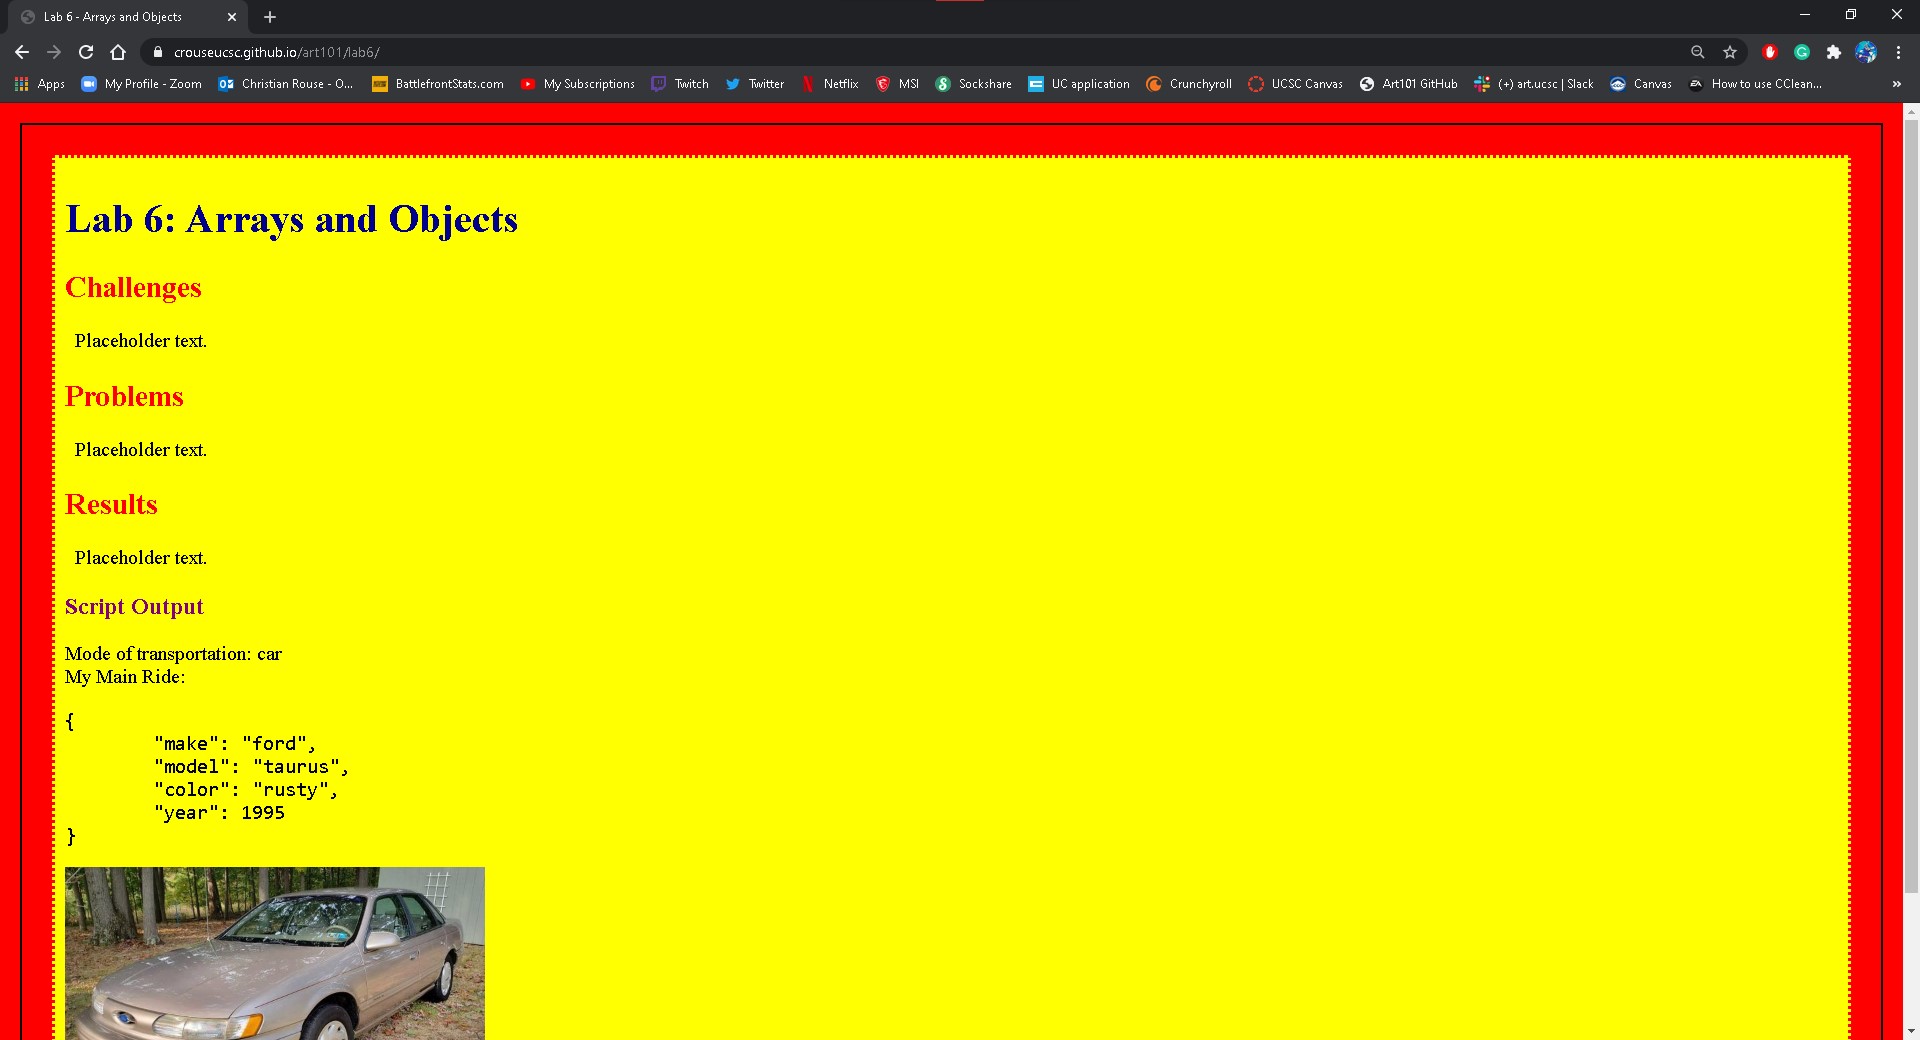 Lab 6 - Arrays and Objects
crouseucsc.github.io/art101/lab6/
Apps My Profile - Zoom Christian Rouse - O... BattlefrontStats.com My Subscriptions Twitch Twitter Netflix MSI Sockshare UC application Crunchyroll UCSC Canvas Art101 GitHub (+) art.ucsc | Slack Canvas How to use CClean... »
Lab 6: Arrays and Objects
Challenges
Placeholder text.
Problems
Placeholder text.
Results
Placeholder text.
Script Output
Mode of transportation: car
My Main Ride:
{
"make": "ford",
"model": "taurus",
"color": "rusty",
"year": 1995
}